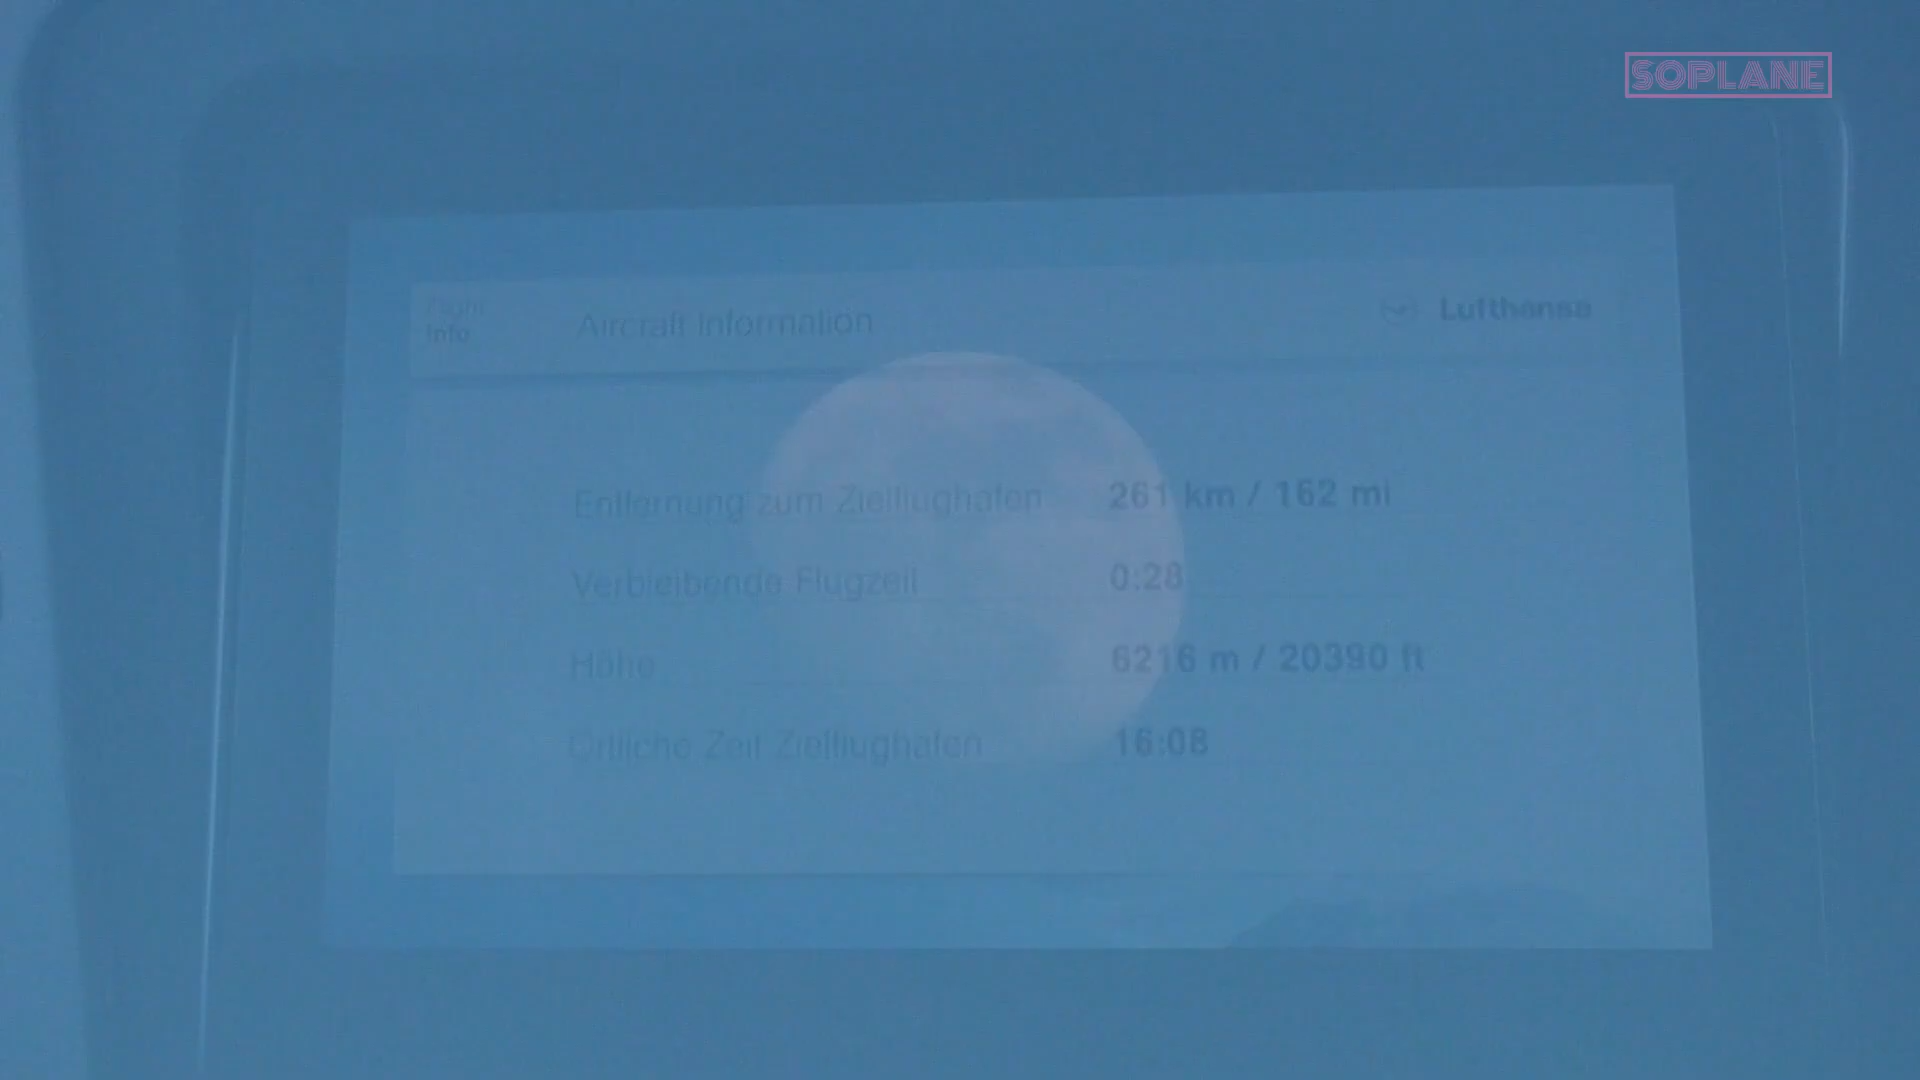 SOPLANE
Flight
Info
Aircraft Information
Lufthansa
Entfernung zum Zielflughafen 261 km / 162 mi
Verbleibende Flugzeit 0:28
Höhe 6216 m / 20390 ft
Örtliche Zeit Zielflughafen 16:08